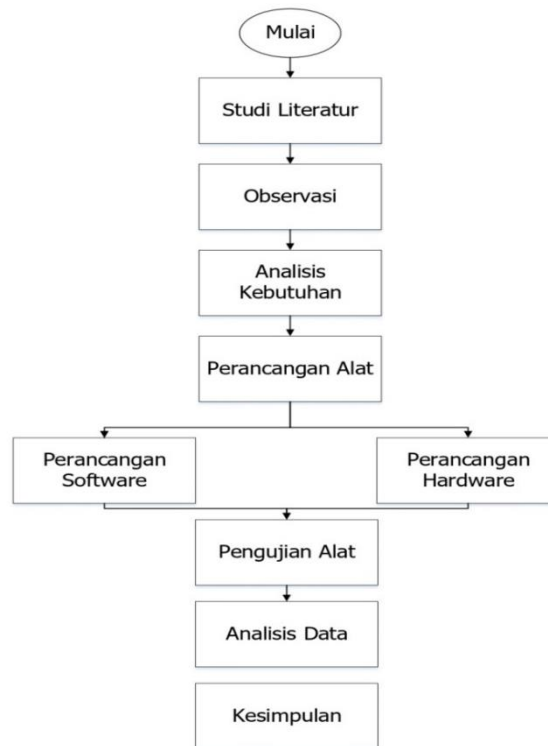 Mulai
Studi Literatur
Observasi
Analisis
Kebutuhan
Perancangan Alat
Perancangan
Software
Perancangan
Hardware
Pengujian Alat
Analisis Data
Kesimpulan